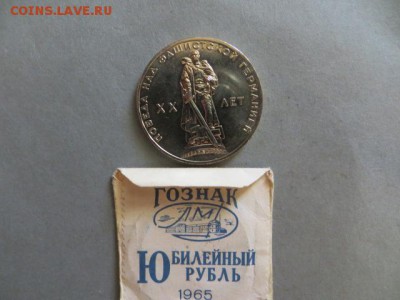 COINS.LAVE.RU
ПОБЕДА НАД ФАШИСТСКОЙ ГЕРМАНИЕЙ
XX ЛЕТ
ГОЗНАК
ЛМД
ЮБИЛЕЙНЫЙ
РУБЛЬ
1965